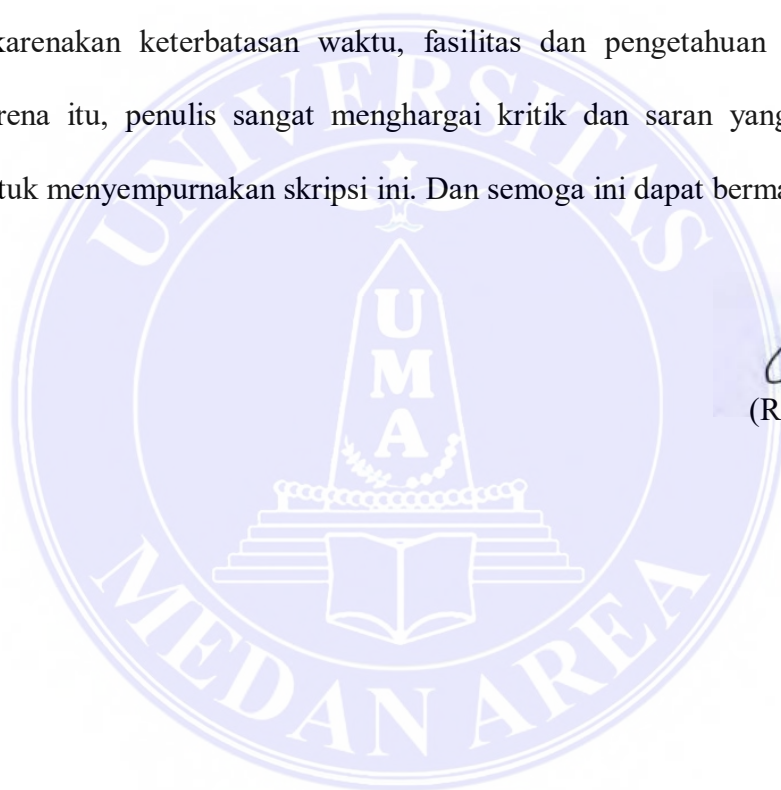 karenakan keterbatasan waktu, fasilitas dan pengetahuan
rena itu, penulis sangat menghargai kritik dan saran yang
tuk menyempurnakan skripsi ini. Dan semoga ini dapat berma
UNIVERSITAS
UMA
(R
MEDAN AREA